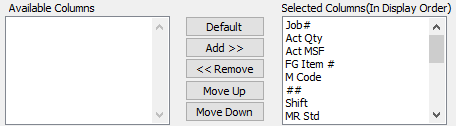 Available Columns
Selected Columns(In Display Order)
Default
Add >>
<< Remove
Move Up
Move Down
Job#
Act Qty
Act MSF
FG Item #
M Code
##
Shift
MR Std